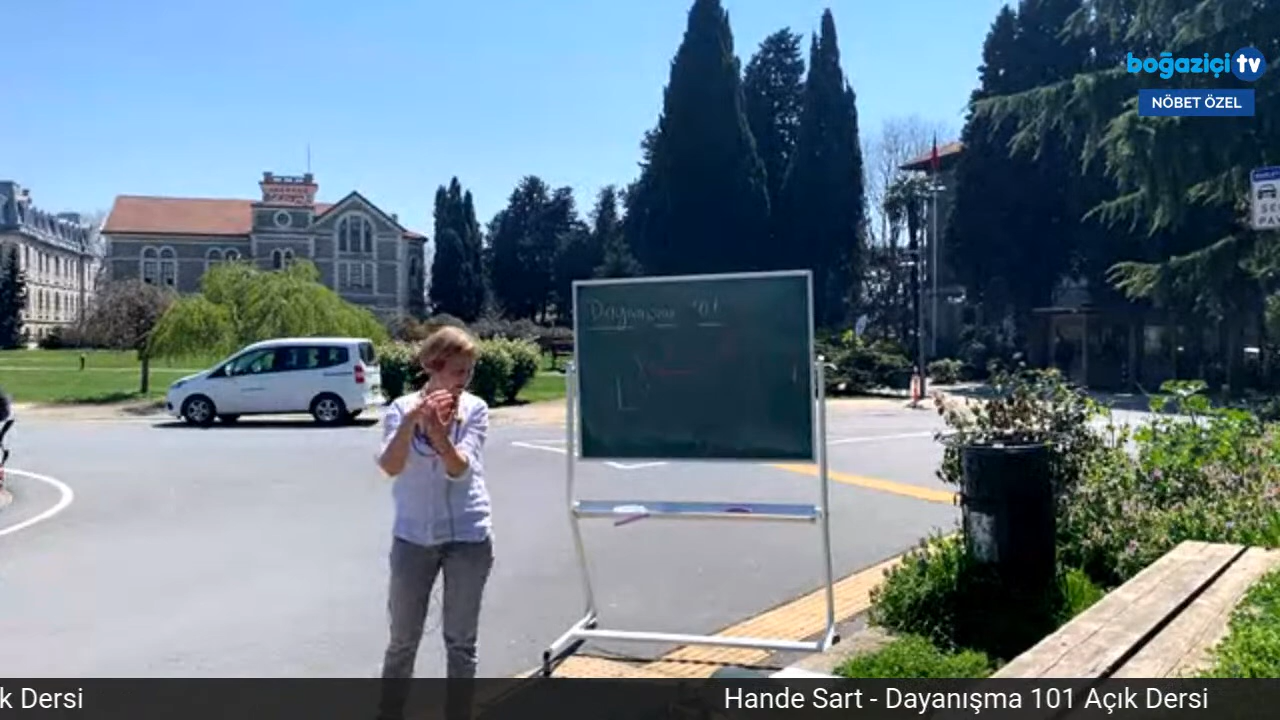 boğaziçi tv
NÖBET ÖZEL
Dayanışma 101
k Dersi
Hande Sart - Dayanışma 101 Açık Dersi